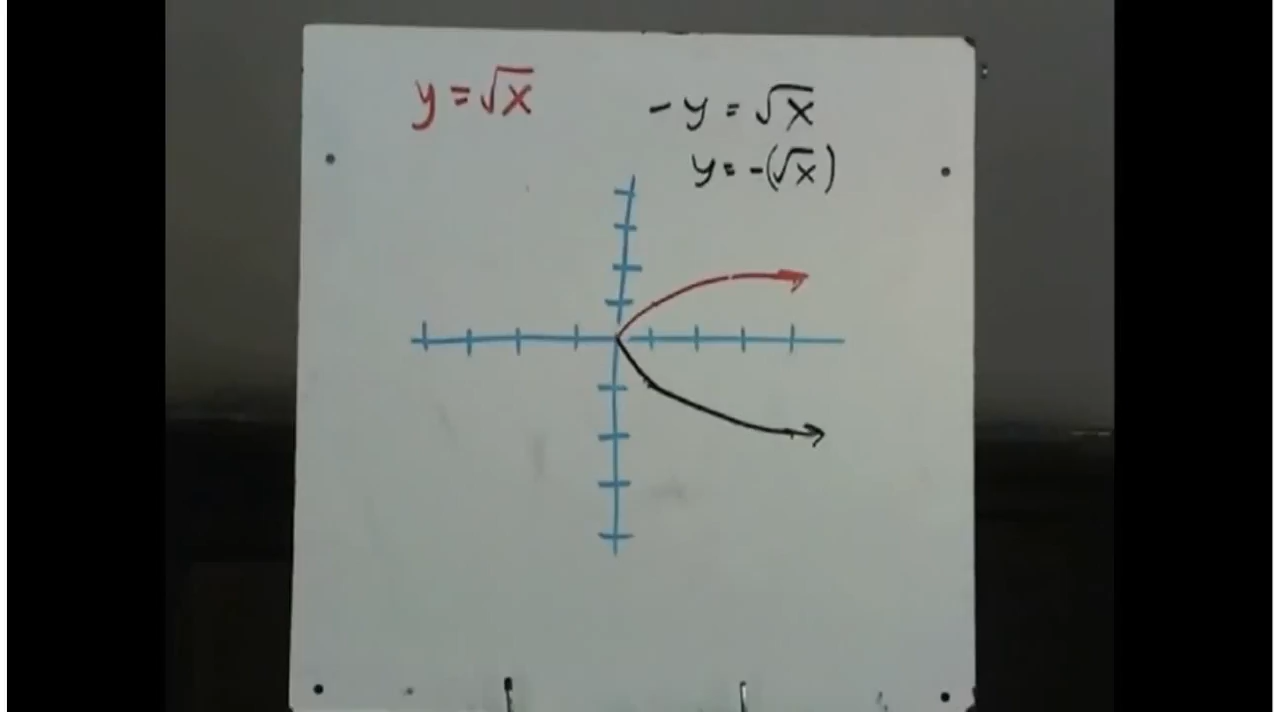 y = √x
-y = √x
y = -(√x)